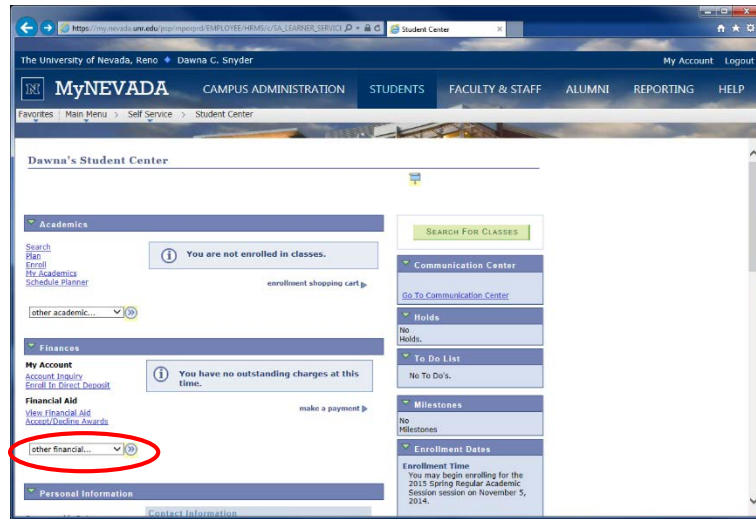 https://my.nevada.unr.edu/psp/mporprd/EMPLOYEE/HRMS/c/SA_LEARNER_SERVICI
Student Center
The University of Nevada, Reno ◆ Dawna C. Snyder
My Account Logout
MyNEVADA
CAMPUS ADMINISTRATION STUDENTS FACULTY & STAFF ALUMNI REPORTING HELP
Favorites Main Menu > Self Service > Student Center
Dawna's Student Center
Academics
Search
Plan
Enroll
My Academics
Schedule Planner
You are not enrolled in classes.
enrollment shopping cart
other academic...
Finances
My Account
Account Inquiry
Enroll In Direct Deposit
Financial Aid
View Financial Aid
Accept/Decline Awards
You have no outstanding charges at this
time.
make a payment
other financial...
Personal Information
Contact Information
SEARCH FOR CLASSES
Communication Center
Go To Communication Center
Holds
No
Holds.
To Do List
No To Do's.
Milestones
No
Milestones
Enrollment Dates
Enrollment Time
You may begin enrolling for the
2015 Spring Regular Academic
Session session on November 5,
2014.